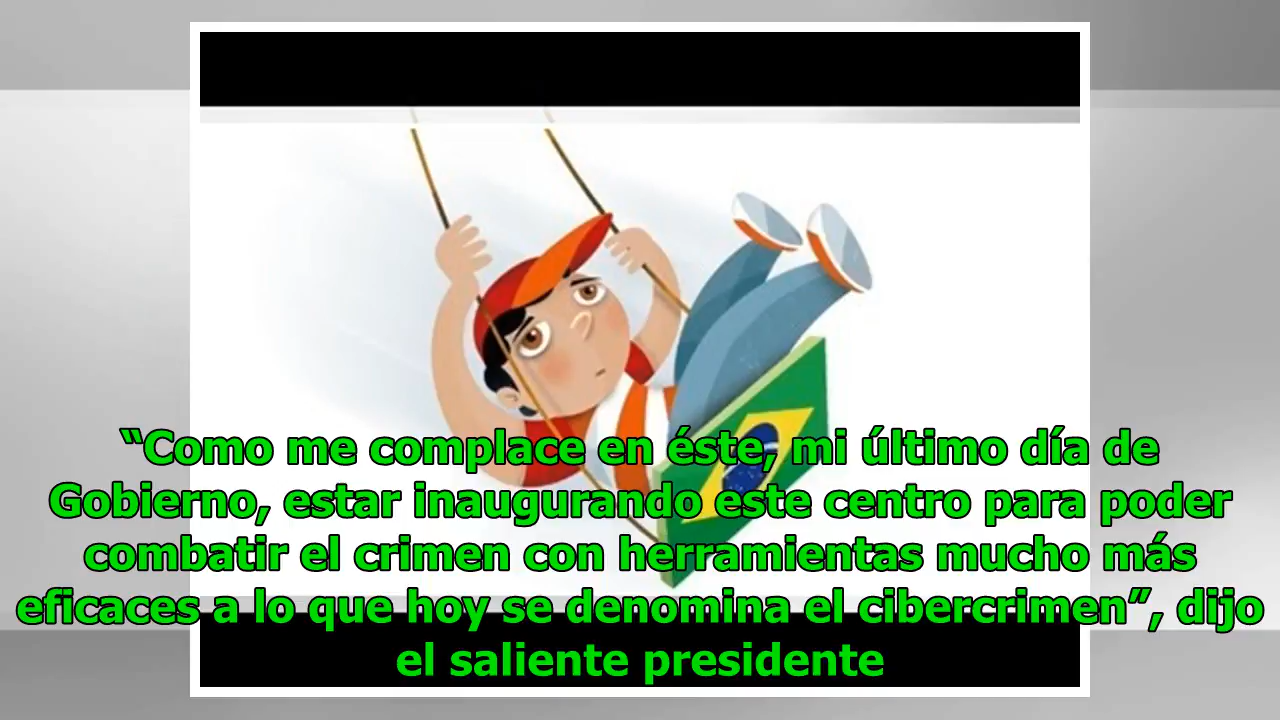 “Como me complace en éste, mi último día de
Gobierno, estar inaugurando este centro para poder
combatir el crimen con herramientas mucho más
eficaces a lo que hoy se denomina el cibercrimen”, dijo
el saliente presidente